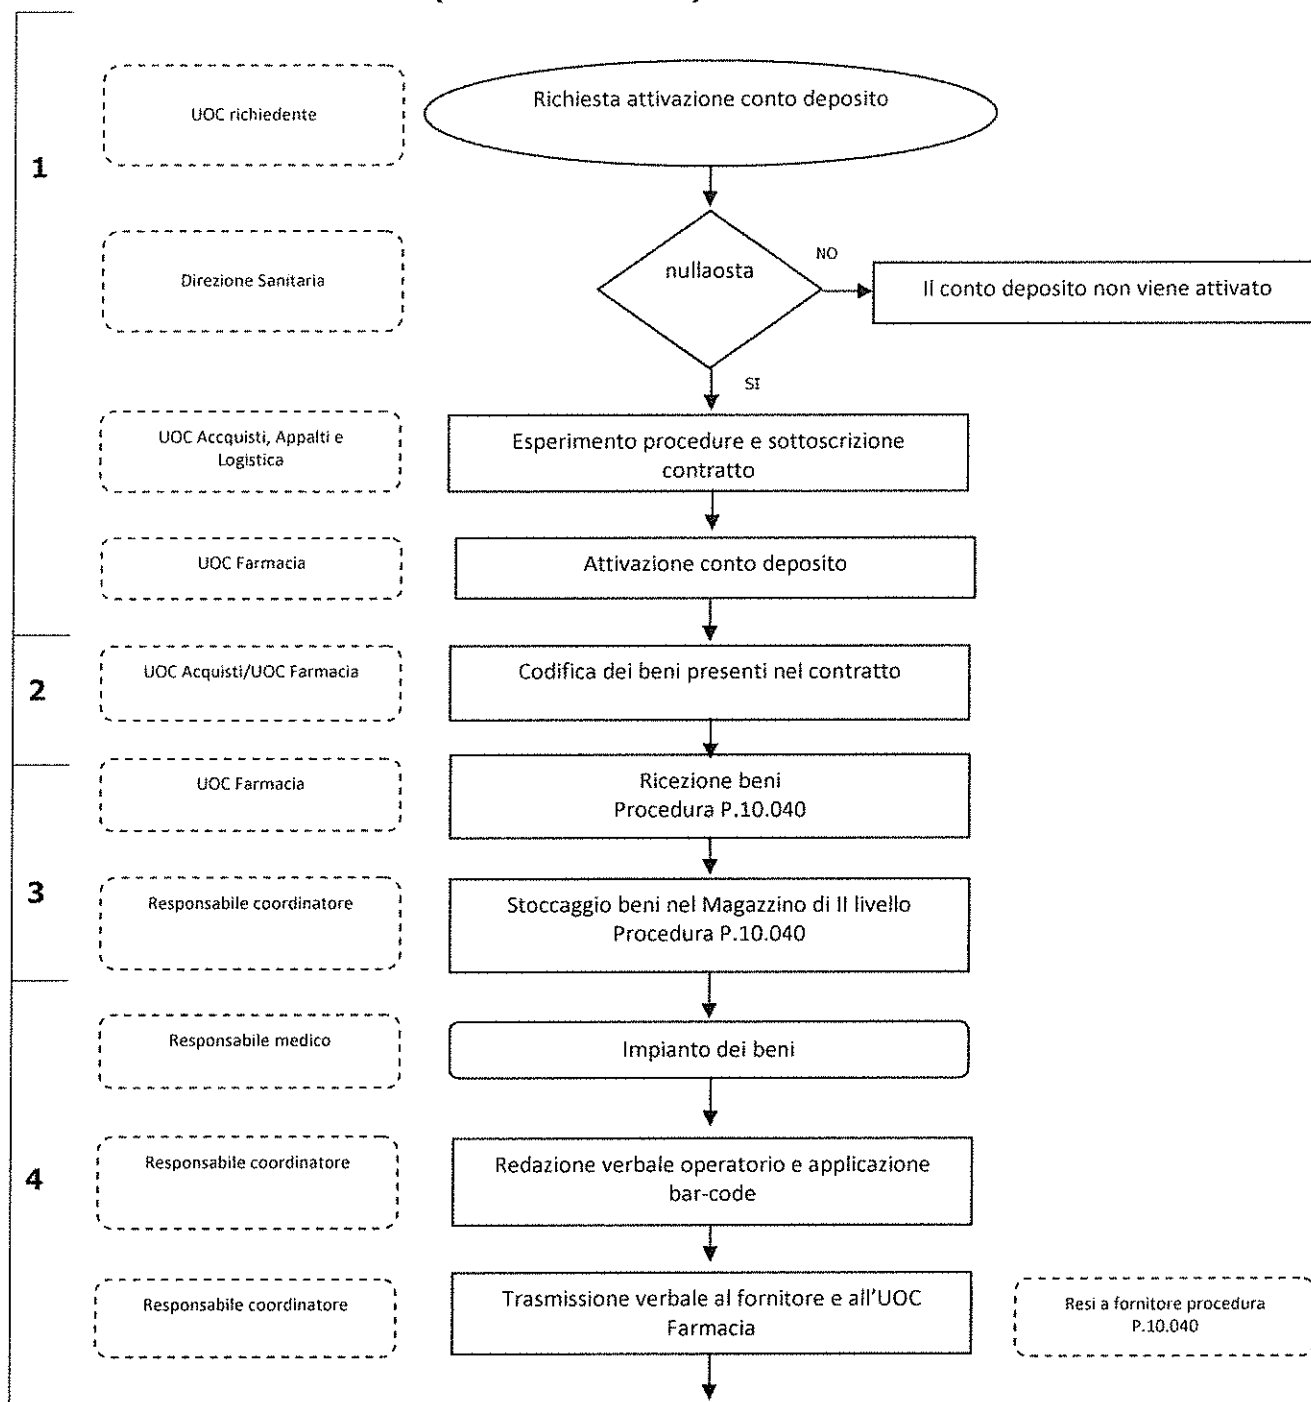 1
UOC richiedente
Richiesta attivazione conto deposito
Direzione Sanitaria
nullaosta
NO
Il conto deposito non viene attivato
SI
UOC Accquisti, Appalti e
Logistica
Esperimento procedure e sottoscrizione
contratto
UOC Farmacia
Attivazione conto deposito
2
UOC Acquisti/UOC Farmacia
Codifica dei beni presenti nel contratto
UOC Farmacia
Ricezione beni
Procedura P.10.040
3
Responsabile coordinatore
Stoccaggio beni nel Magazzino di II livello
Procedura P.10.040
Responsabile medico
Impianto dei beni
4
Responsabile coordinatore
Redazione verbale operatorio e applicazione
bar-code
Responsabile coordinatore
Trasmissione verbale al fornitore e all'UOC
Farmacia
Resi a fornitore procedura
P.10.040